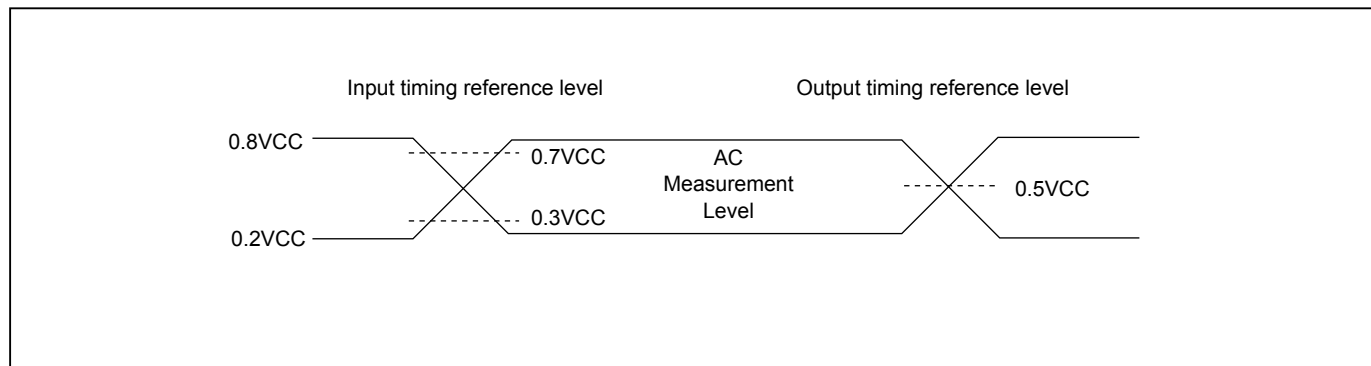 Input timing reference level
Output timing reference level
0.8VCC
0.7VCC
AC
Measurement
Level
0.5VCC
0.3VCC
0.2VCC